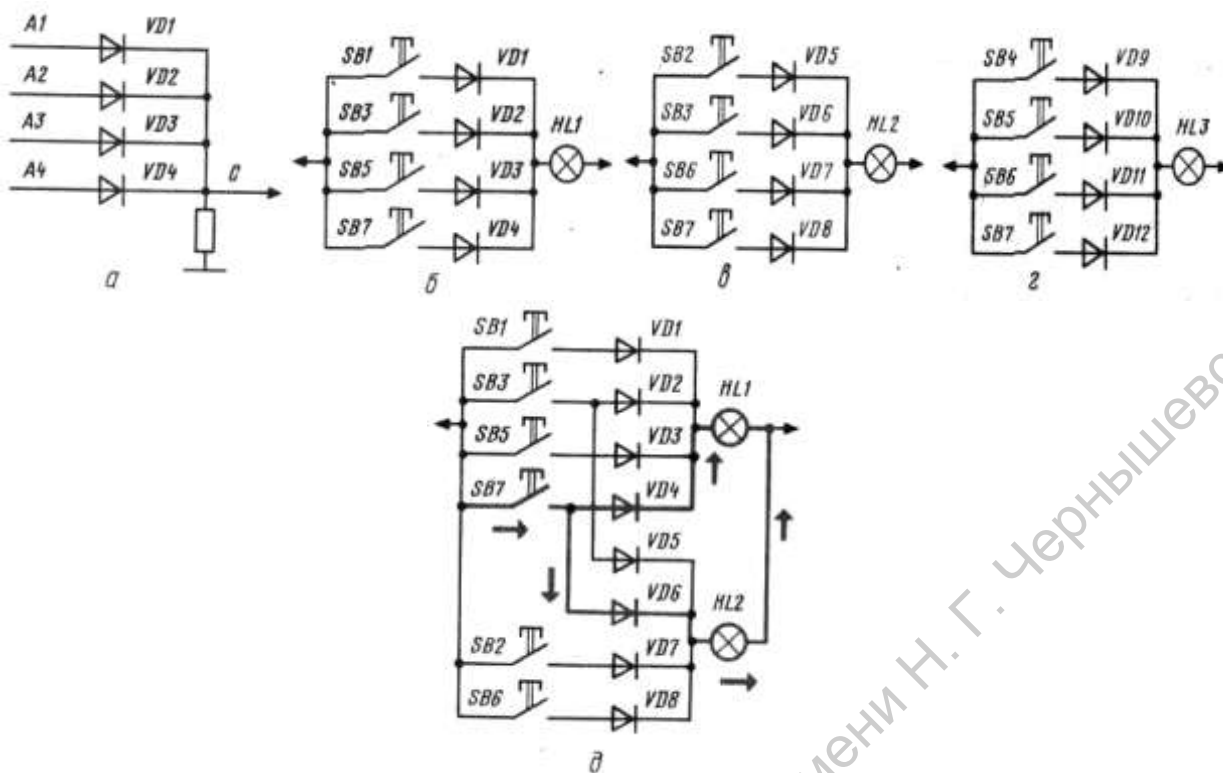 A1 VD1
A2 VD2
A3 VD3
A4 VD4 C
а
SB1 VD1
SB3 VD2
HL1
SB5 VD3
SB7 VD4
б
SB2 VD5
SB3 VD6
HL2
SB6 VD7
SB7 VD8
в
SB4 VD9
SB5 VD10
HL3
SB6 VD11
SB7 VD12
г
SB1 VD1
SB3 VD2
HL1
SB5 VD3
SB7 VD4
VD5
VD6
HL2
SB2 VD7
SB6 VD8
д
мени Н. Г. Чернышевс